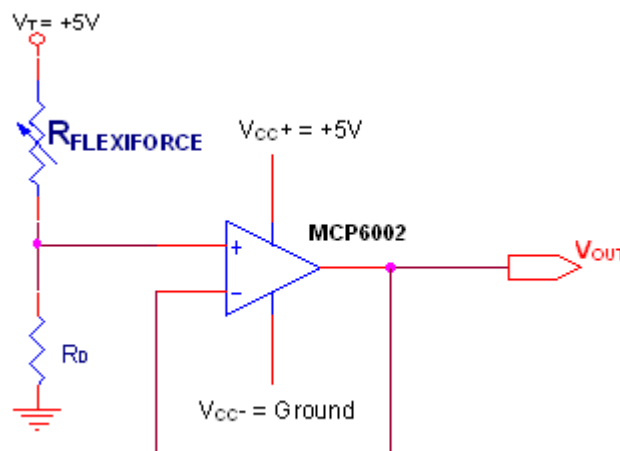 VT= +5V
RFLEXIFORCE
VCC+ = +5V
MCP6002
+
−
VOUT
RD
VCC- = Ground